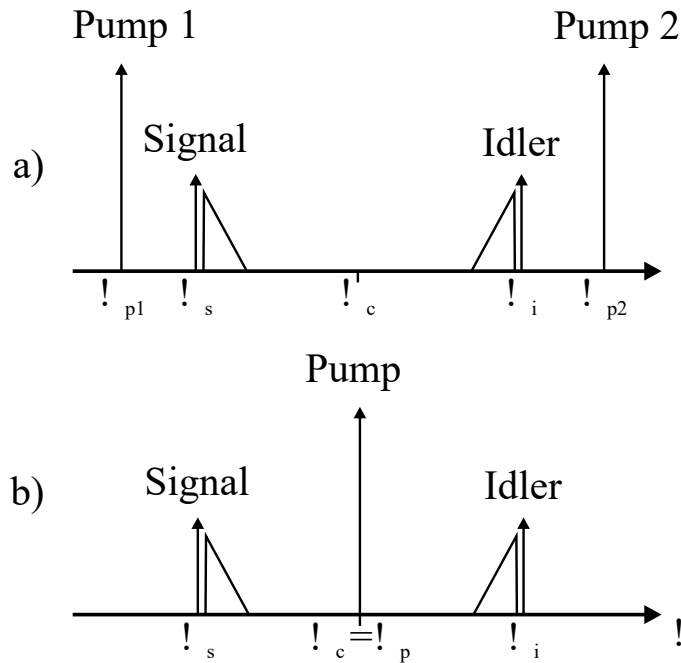 Pump 1 Pump 2
Signal Idler
a)
! p1 ! s ! c ! i ! p2
Pump
Signal Idler
b)
! s ! c =! p ! i !